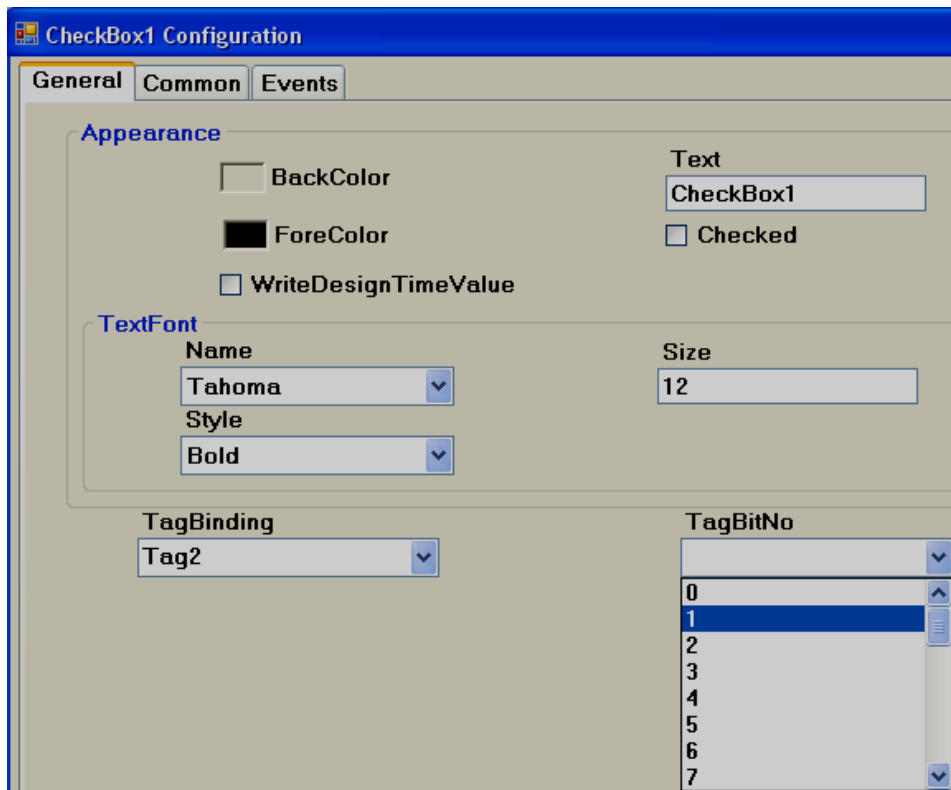 CheckBox1 Configuration
General Common Events
Appearance
BackColor
Text
CheckBox1
ForeColor
Checked
WriteDesignTimeValue
TextFont
Name
Size
Tahoma
12
Style
Bold
TagBinding
TagBitNo
Tag2
0
1
2
3
4
5
6
7